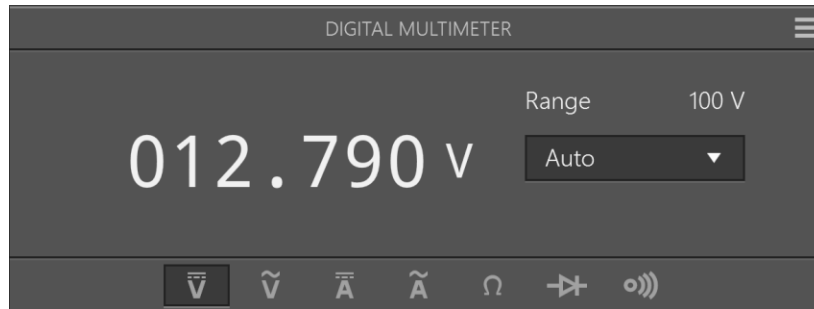 DIGITAL MULTIMETER
Range 100 V
012.790 V
Auto
V V A A Ω